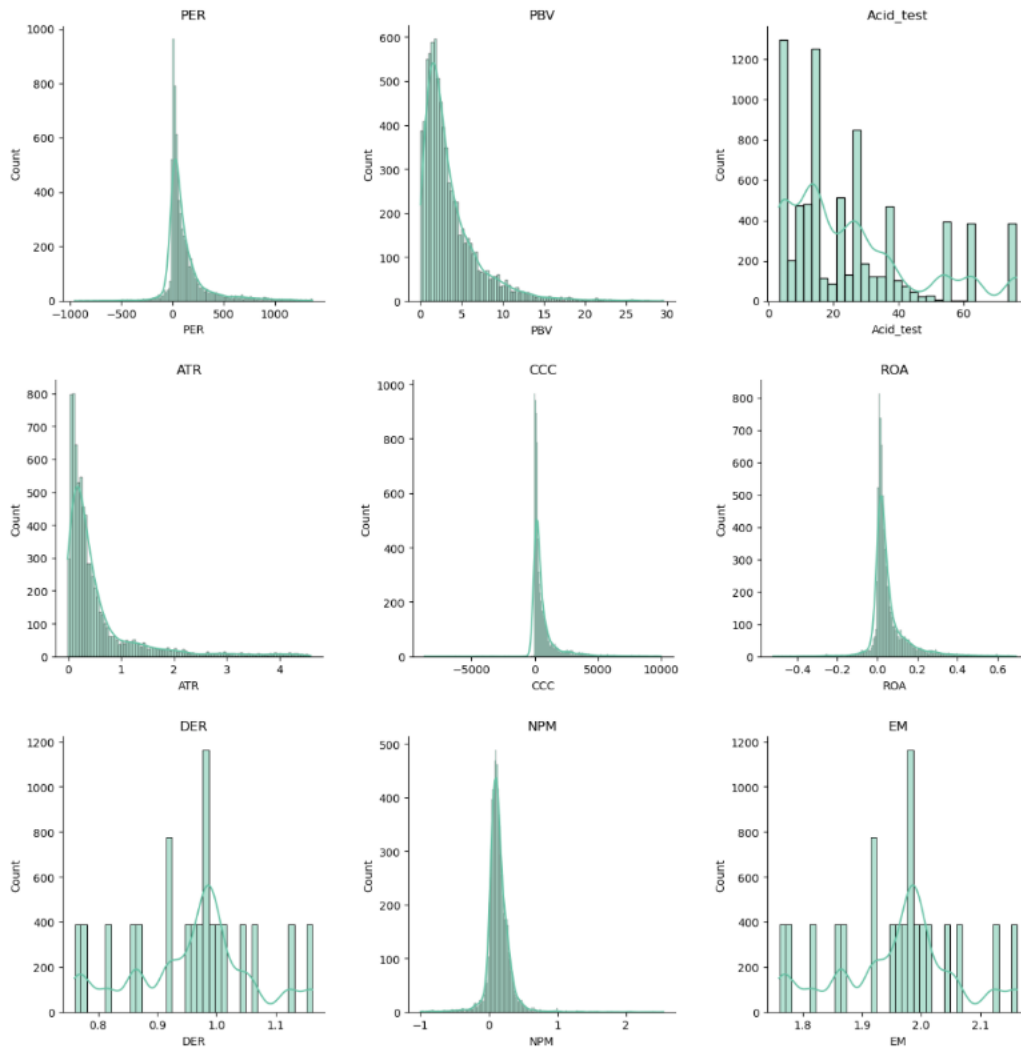 PER
Count
1000
800
600
400
200
0
−1000 −500 0 500 1000
PER
PBV
Count
600
500
400
300
200
100
0
0 5 10 15 20 25 30
PBV
Acid_test
Count
1200
1000
800
600
400
200
0
0 20 40 60
Acid_test
ATR
Count
800
700
600
500
400
300
200
100
0
0 1 2 3 4
ATR
CCC
Count
1000
800
600
400
200
0
−5000 0 5000 10000
CCC
ROA
Count
800
700
600
500
400
300
200
100
0
−0.4 −0.2 0.0 0.2 0.4 0.6
ROA
DER
Count
1200
1000
800
600
400
200
0
0.8 0.9 1.0 1.1
DER
NPM
Count
500
400
300
200
100
0
−1 0 1 2
NPM
EM
Count
1200
1000
800
600
400
200
0
1.8 1.9 2.0 2.1
EM